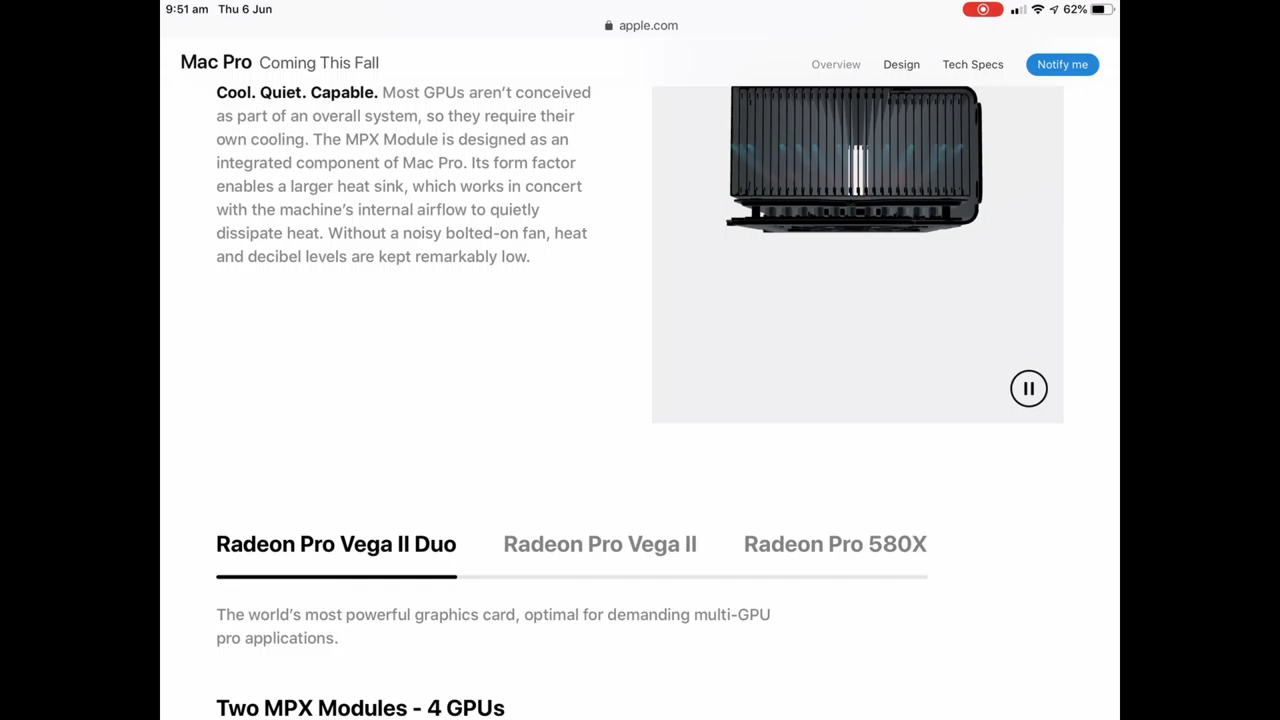 9:51 am Thu 6 Jun
62%
apple.com
Mac Pro Coming This Fall
Overview Design Tech Specs Notify me
Cool. Quiet. Capable. Most GPUs aren’t conceived
as part of an overall system, so they require their
own cooling. The MPX Module is designed as an
integrated component of Mac Pro. Its form factor
enables a larger heat sink, which works in concert
with the machine’s internal airflow to quietly
dissipate heat. Without a noisy bolted-on fan, heat
and decibel levels are kept remarkably low.
Radeon Pro Vega II Duo Radeon Pro Vega II Radeon Pro 580X
The world’s most powerful graphics card, optimal for demanding multi-GPU
pro applications.
Two MPX Modules - 4 GPUs